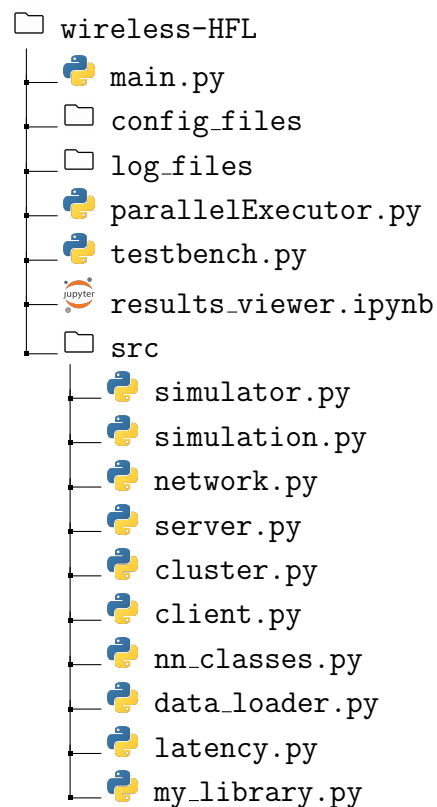 wireless-HFL
main.py
config_files
log_files
parallelExecutor.py
testbench.py
jupyter results_viewer.ipynb
src
simulator.py
simulation.py
network.py
server.py
cluster.py
client.py
nn_classes.py
data_loader.py
latency.py
my_library.py